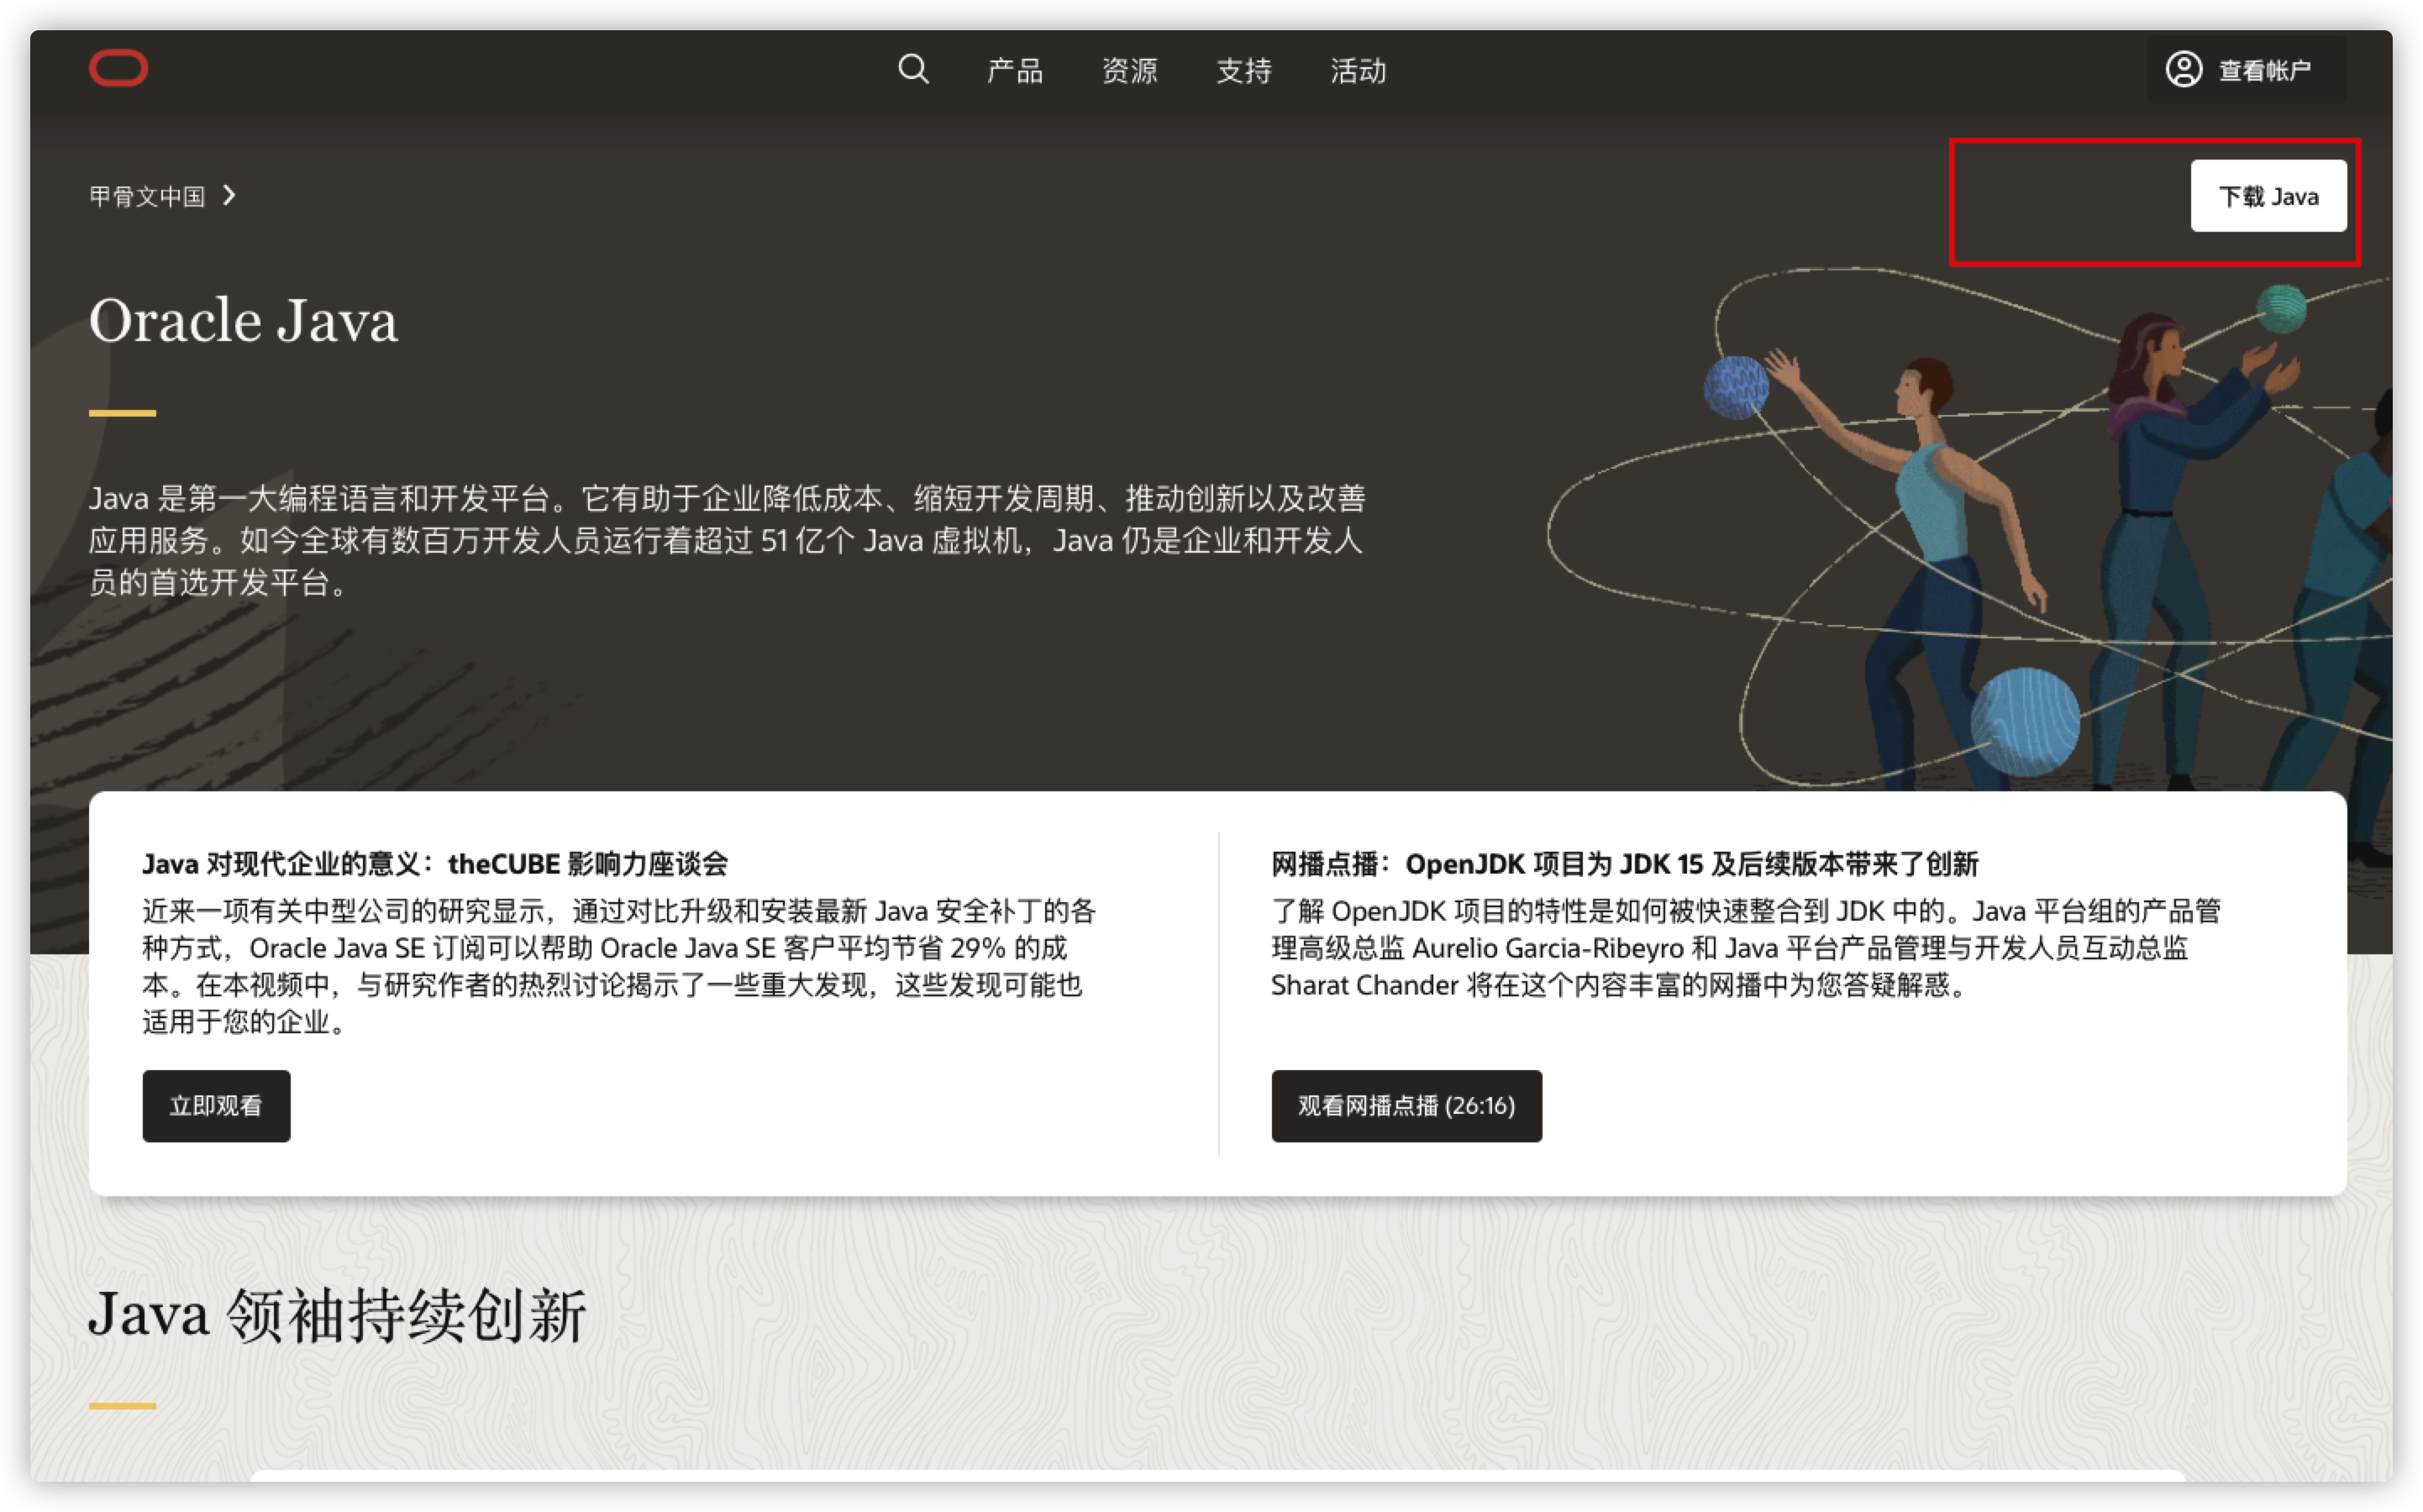 产品 资源 支持 活动 查看帐户
甲骨文中国
下载 Java
Oracle Java
Java 是第一大编程语言和开发平台。它有助于企业降低成本、缩短开发周期、推动创新以及改善
应用服务。如今全球有数百万开发人员运行着超过 51 亿个 Java 虚拟机，Java 仍是企业和开发人
员的首选开发平台。
Java 对现代企业的意义：theCUBE 影响力座谈会
近来一项有关中型公司的研究显示，通过对比升级和安装最新 Java 安全补丁的各
种方式，Oracle Java SE 订阅可以帮助 Oracle Java SE 客户平均节省 29% 的成
本。在本视频中，与研究作者的热烈讨论揭示了一些重大发现，这些发现可能也
适用于您的企业。
立即观看
网播点播：OpenJDK 项目为 JDK 15 及后续版本带来了创新
了解 OpenJDK 项目的特性是如何被快速整合到 JDK 中的。Java 平台组的产品管
理高级总监 Aurelio Garcia-Ribeyro 和 Java 平台产品管理与开发人员互动总监
Sharat Chander 将在这个内容丰富的网播中为您答疑解惑。
观看网播点播 (26:16)
Java 领袖持续创新